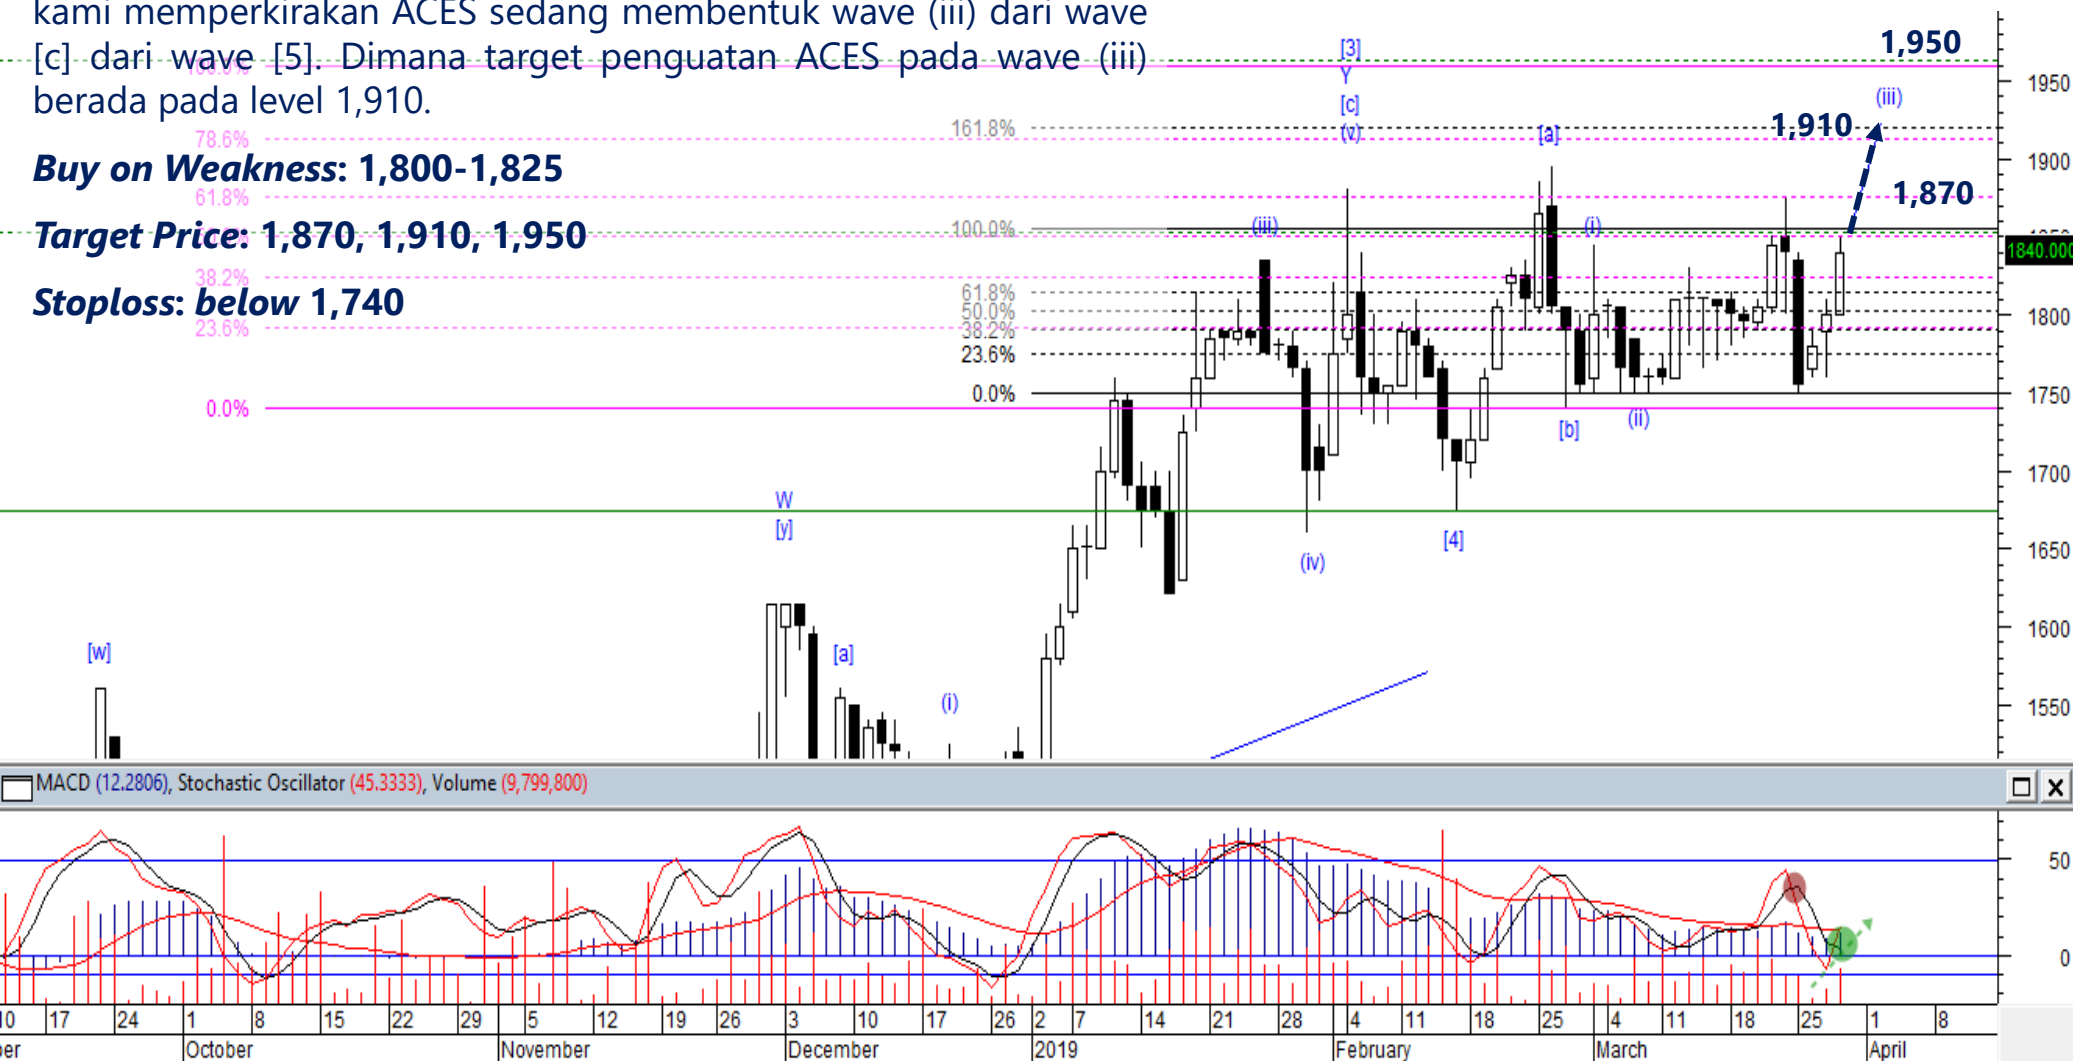 kami memperkirakan ACES sedang membentuk wave (iii) dari wave
[c] dari wave [5]. Dimana target penguatan ACES pada wave (iii)
berada pada level 1,910.
Buy on Weakness: 1,800-1,825
Target Price: 1,870, 1,910, 1,950
Stoploss: below 1,740
78.6%
61.8%
38.2%
23.6%
0.0%
161.8%
100.0%
61.8%
50.0%
38.2%
23.6%
0.0%
[w]
W
[y]
[a]
(i)
(iii)
(iv)
[3]
Y
[c]
(v)
[4]
[a]
[b]
(i)
(ii)
(iii)
1,950
1,910
1,870
1950
1900
1840.000
1800
1750
1700
1650
1600
1550
MACD (12.2806), Stochastic Oscillator (45.3333), Volume (9,799,800)
50
0
17 24 1 8 15 22 29 5 12 19 26 3 10 17 26 2 7 14 21 28 4 11 18 25 4 11 18 25 1 8
October November December 2019 February March April